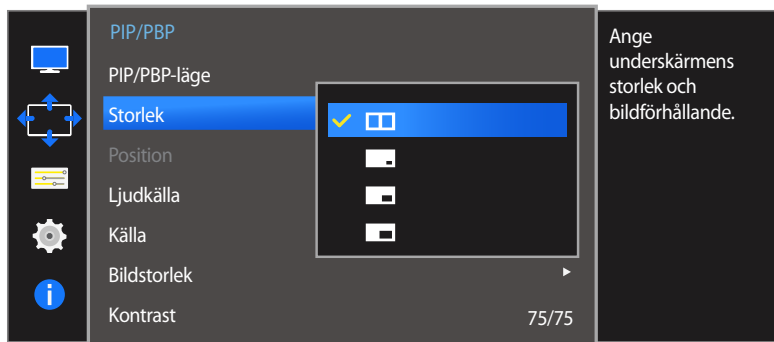 PIP/PBP
PIP/PBP-läge
Storlek
Position
Ljudkälla
Källa
Bildstorlek
Kontrast
75/75
Ange
underskärmens
storlek och
bildförhållande.